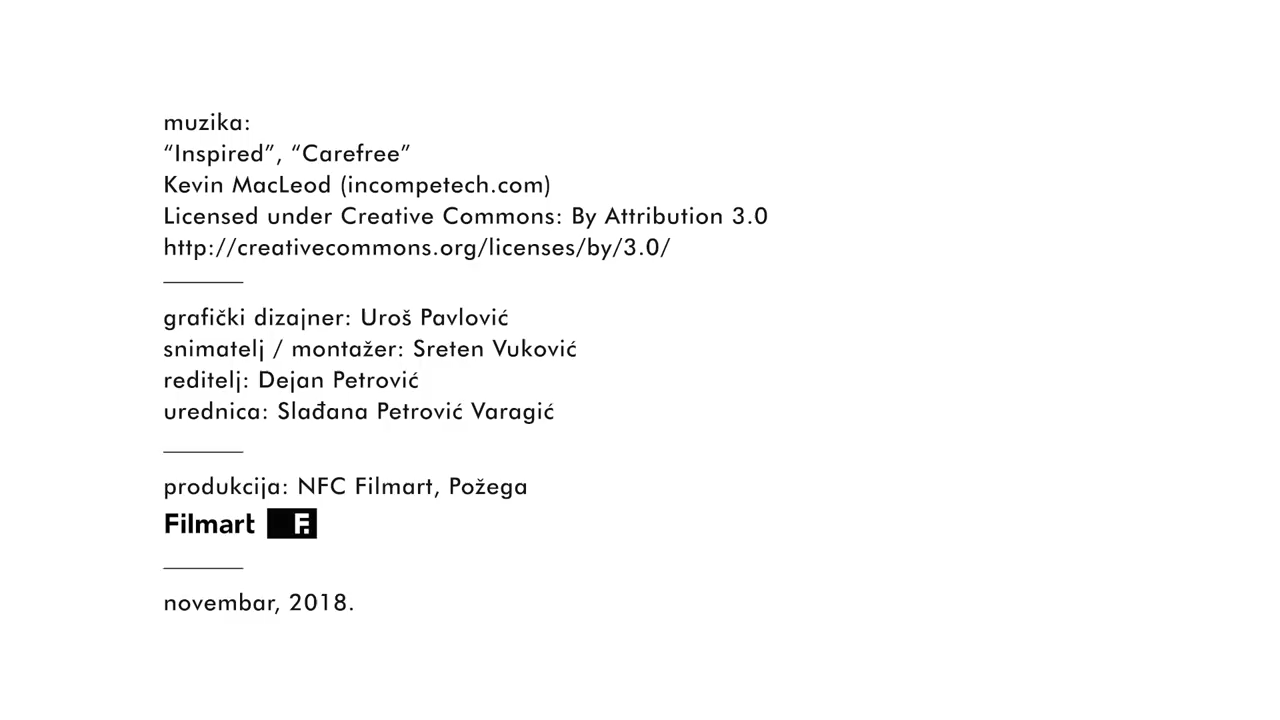 muzika:
“Inspired”, “Carefree”
Kevin MacLeod (incompetech.com)
Licensed under Creative Commons: By Attribution 3.0
http://creativecommons.org/licenses/by/3.0/
grafički dizajner: Uroš Pavlović
snimatelj / montažer: Sreten Vuković
reditelj: Dejan Petrović
urednica: Slađana Petrović Varagić
produkcija: NFC Filmart, Požega
Filmart F.
novembar, 2018.